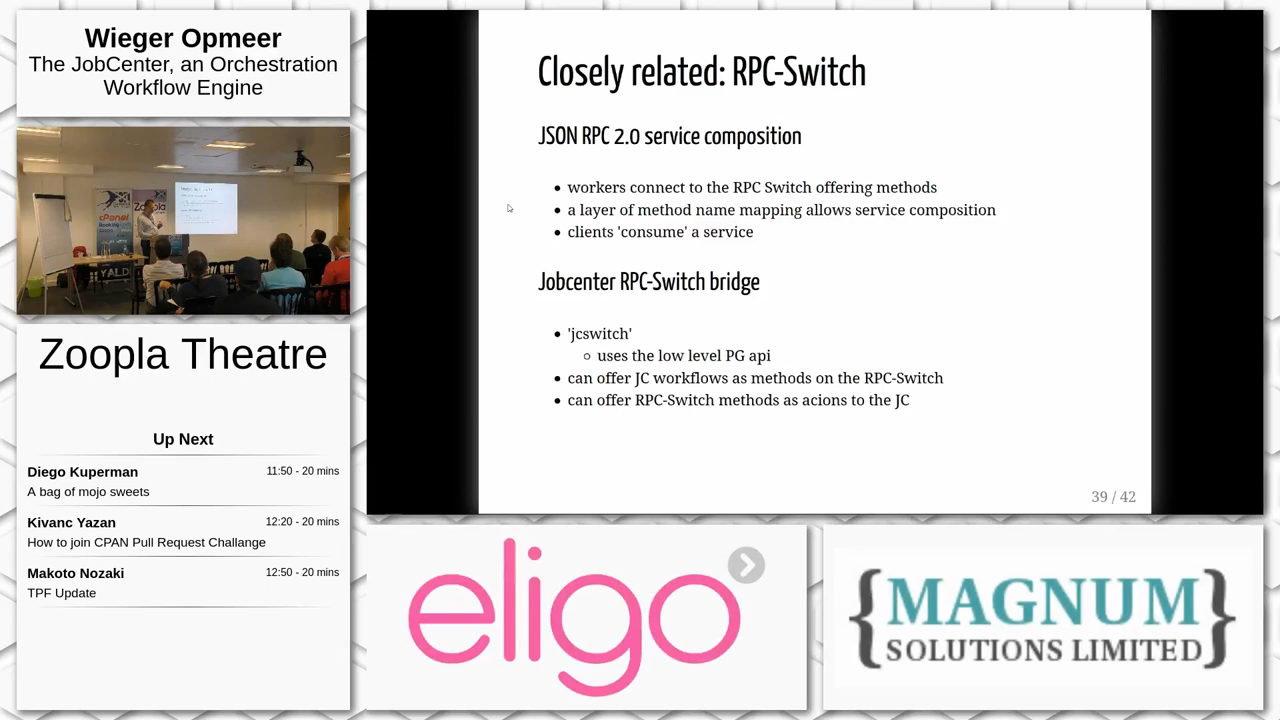 Wieger Opmeer
The JobCenter, an Orchestration
Workflow Engine
Zoopla
cPanel
YALD
Zoopla Theatre
Up Next
Diego Kuperman
11:50 - 20 mins
A bag of mojo sweets
Kivanc Yazan
12:20 - 20 mins
How to join CPAN Pull Request Challange
Makoto Nozaki
12:50 - 20 mins
TPF Update
Closely related: RPC-Switch
JSON RPC 2.0 service composition
• workers connect to the RPC Switch offering methods
• a layer of method name mapping allows service composition
• clients 'consume' a service
Jobcenter RPC-Switch bridge
• 'jcswitch'
◦ uses the low level PG api
• can offer JC workflows as methods on the RPC-Switch
• can offer RPC-Switch methods as acions to the JC
39 / 42
eligo
{MAGNUM}
SOLUTIONS LIMITED